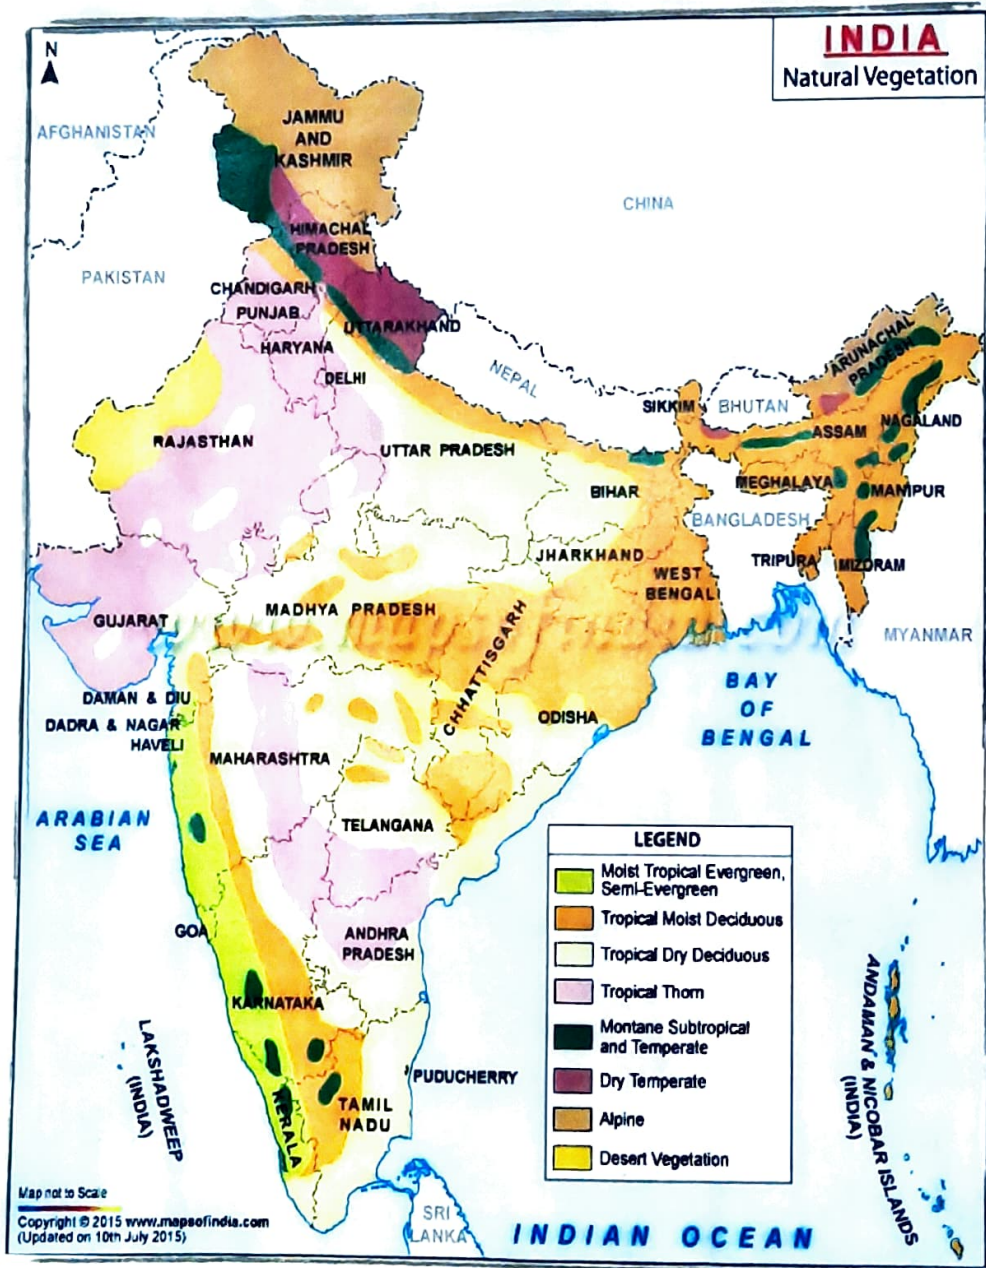 INDIA
Natural Vegetation
N
AFGHANISTAN
JAMMU
AND
KASHMIR
CHINA
HIMACHAL
PRADESH
PAKISTAN
CHANDIGARH
PUNJAB
UTTARAKHAND
HARYANA
DELHI
NEPAL
ARUNACHAL
PRADESH
SIKKIM
BHUTAN
ASSAM
NAGALAND
RAJASTHAN
UTTAR PRADESH
BIHAR
MEGHALAYA
MANIPUR
BANGLADESH
JHARKHAND
TRIPURA
MIZORAM
WEST
BENGAL
GUJARAT
MADHYA PRADESH
CHHATTISGARH
MYANMAR
DAMAN & DIU
DADRA & NAGAR
HAVELI
ODISHA
BAY
OF
BENGAL
MAHARASHTRA
ARABIAN
SEA
TELANGANA
GOA
ANDHRA
PRADESH
KARNATAKA
LAKSHADWEEP
(INDIA)
PUDUCHERRY
KERALA
TAMIL
NADU
LEGEND
Moist Tropical Evergreen,
Semi-Evergreen
Tropical Moist Deciduous
Tropical Dry Deciduous
Tropical Thorn
Montane Subtropical
and Temperate
Dry Temperate
Alpine
Desert Vegetation
ANDAMAN & NICOBAR ISLANDS
(INDIA)
SRI
LANKA
INDIAN OCEAN
Map not to Scale
Copyright © 2015 www.mapsofindia.com
(Updated on 10th July 2015)